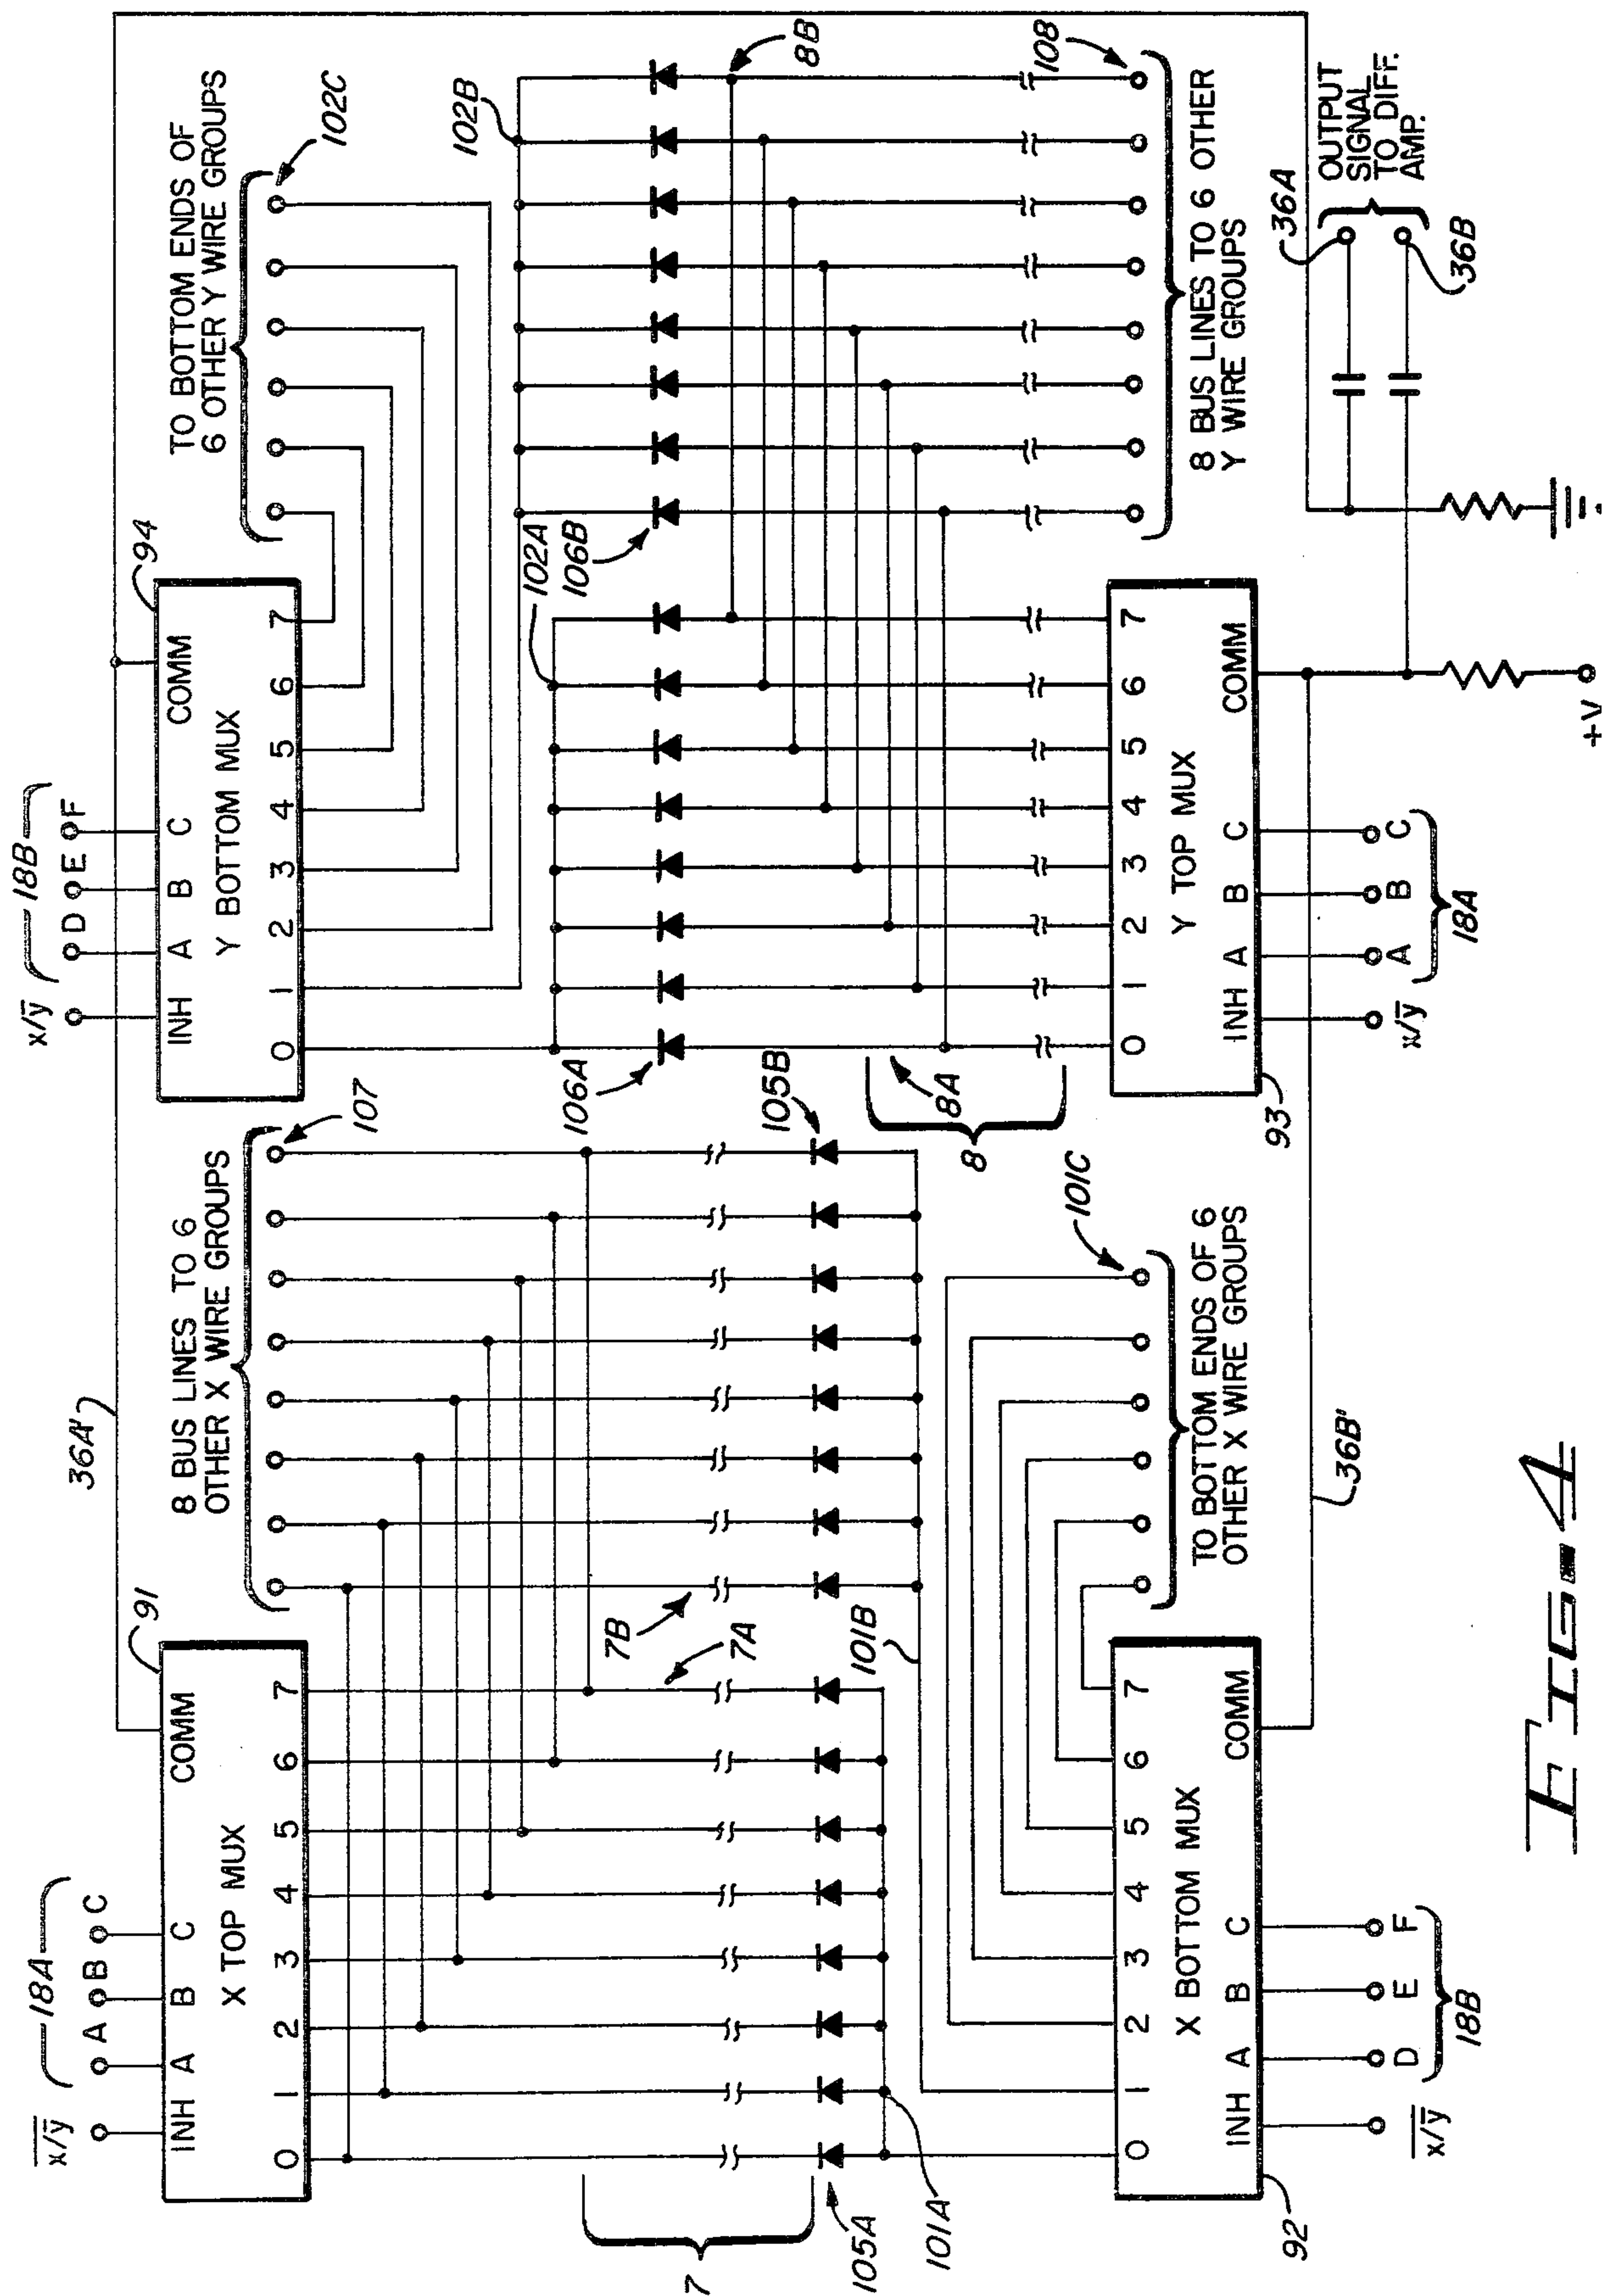 x/y
18A
A B C
91
36A'
8 BUS LINES TO 6
OTHER X WIRE GROUPS
107
INH A B C COMM
X TOP MUX
0 1 2 3 4 5 6 7
7
7A
7B
105A
105B
101A
101B
101C
0 1 2 3 4 5 6 7
X BOTTOM MUX
INH A B C COMM
92
x/y
D E F
18B
TO BOTTOM ENDS OF 6
OTHER X WIRE GROUPS
36B'
x/y
18B
D E F
94
INH A B C COMM
Y BOTTOM MUX
0 1 2 3 4 5 6 7
TO BOTTOM ENDS OF
6 OTHER Y WIRE GROUPS
102C
102B
102A
106A
106B
8
8A
8B
108
0 1 2 3 4 5 6 7
Y TOP MUX
INH A B C COMM
93
x/y
A B C
18A
8 BUS LINES TO 6 OTHER
Y WIRE GROUPS
36A
36B
OUTPUT
SIGNAL
TO DIFF.
AMP.
+V
FIG-4